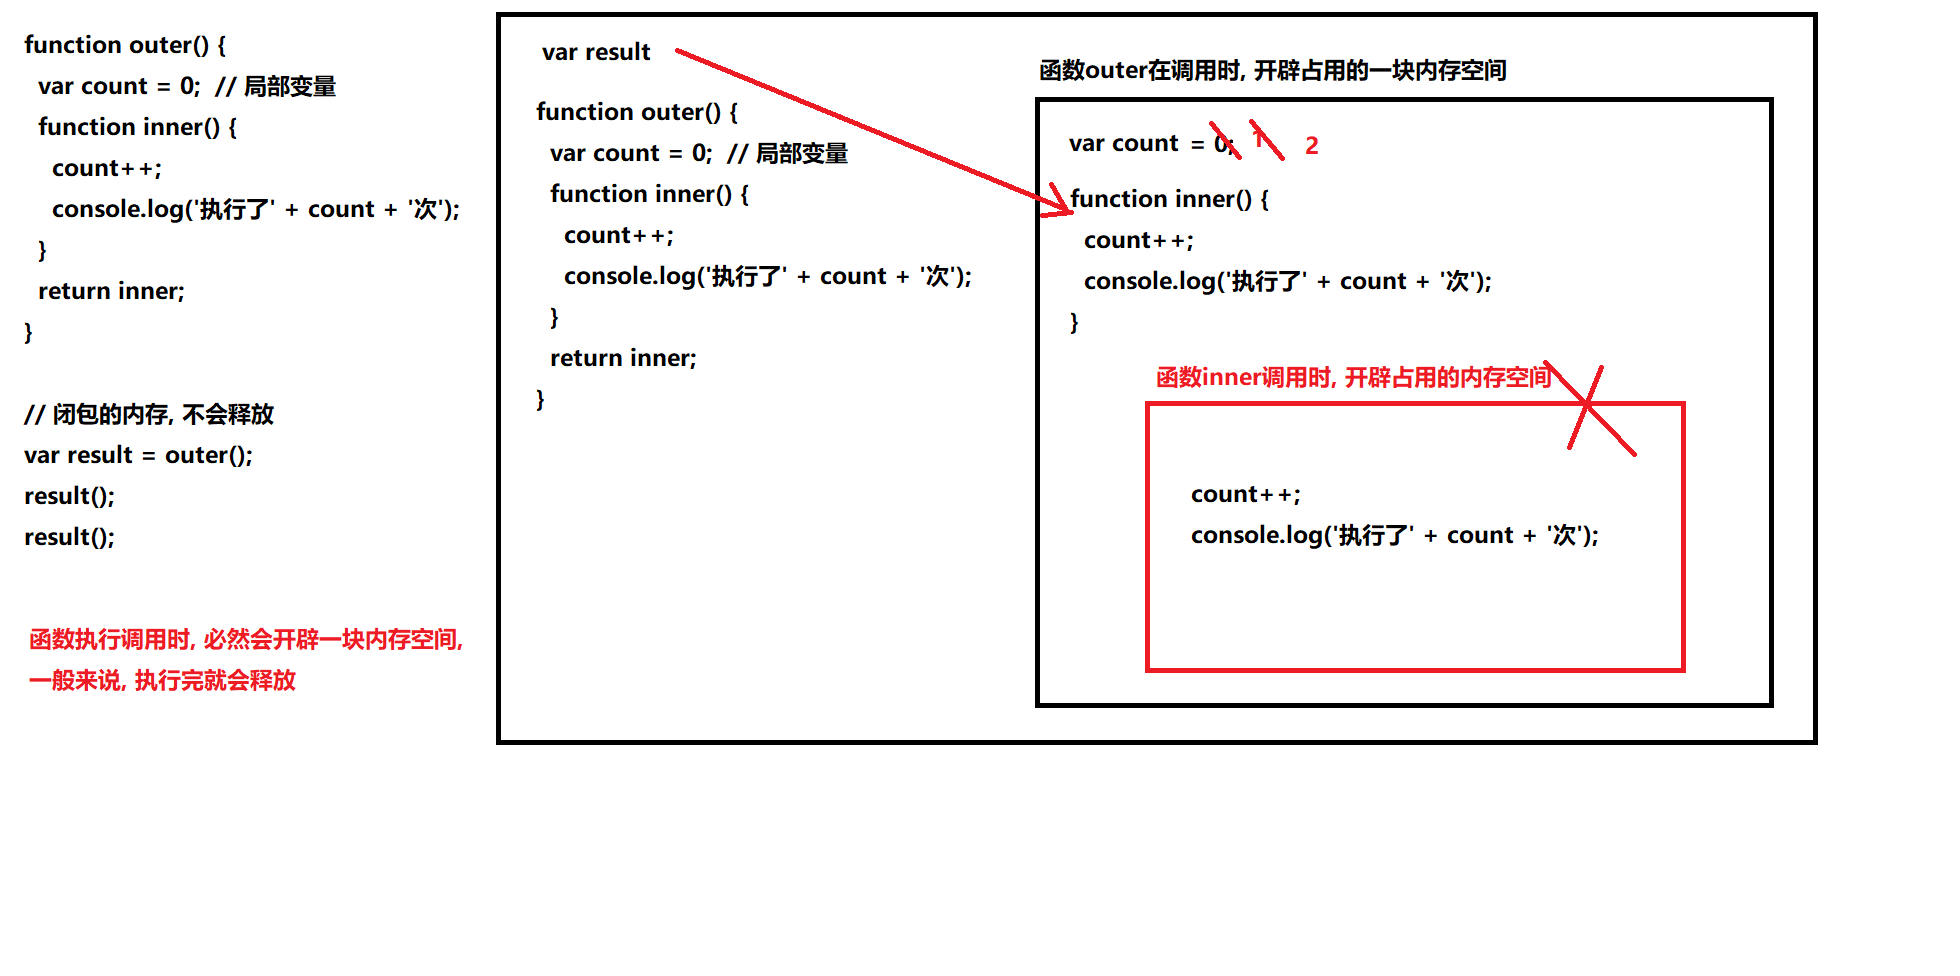 function outer() {
var count = 0; // 局部变量
function inner() {
count++;
console.log('执行了' + count + '次');
}
return inner;
}
// 闭包的内存, 不会释放
var result = outer();
result();
result();
函数执行调用时, 必然会开辟一块内存空间,
一般来说, 执行完就会释放
var result
function outer() {
var count = 0; // 局部变量
function inner() {
count++;
console.log('执行了' + count + '次');
}
return inner;
}
函数outer在调用时, 开辟占用的一块内存空间
var count = 0; 1 2
function inner() {
count++;
console.log('执行了' + count + '次');
}
函数inner调用时, 开辟占用的内存空间
count++;
console.log('执行了' + count + '次');